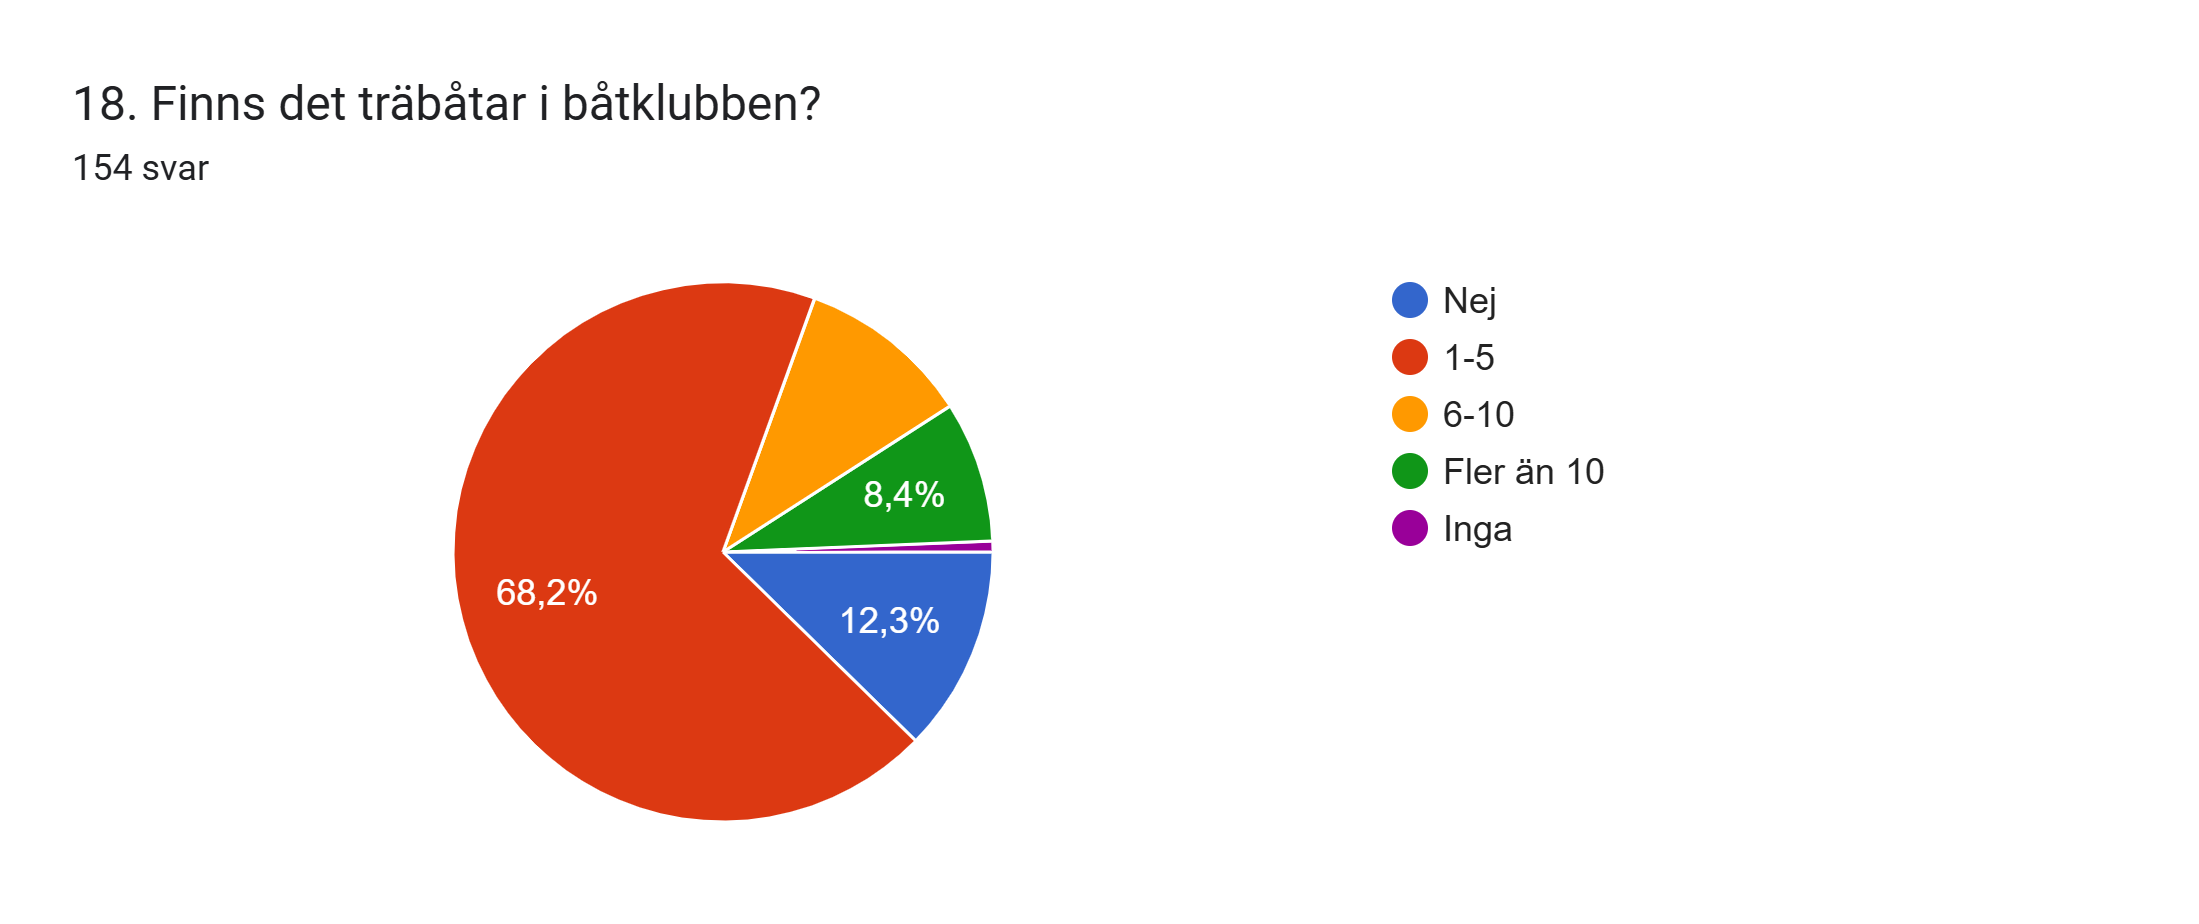 18. Finns det träbåtar i båtklubben?
154 svar
Nej
1-5
6-10
Fler än 10
Inga
8,4%
68,2%
12,3%